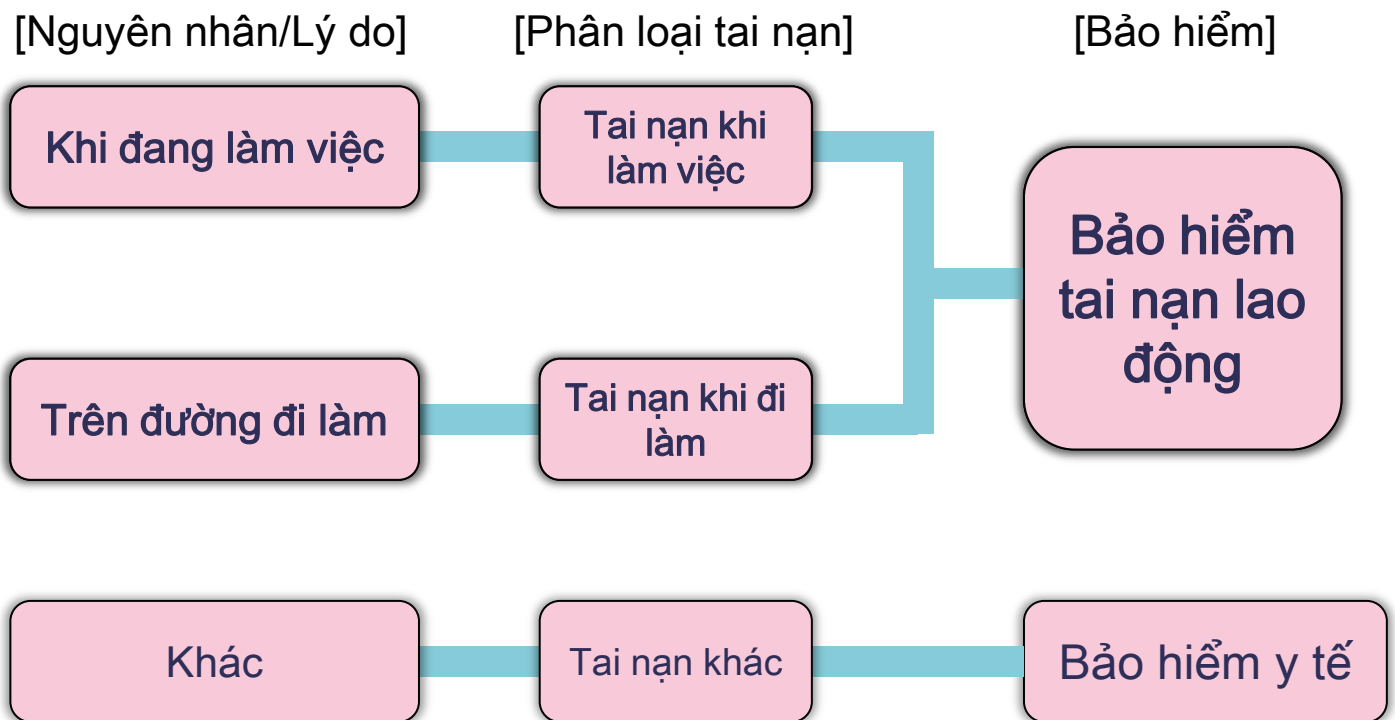 [Nguyên nhân/Lý do]
[Phân loại tai nạn]
[Bảo hiểm]
Khi đang làm việc
Tai nạn khi
làm việc
Bảo hiểm
tai nạn lao
động
Trên đường đi làm
Tai nạn khi đi
làm
Khác
Tai nạn khác
Bảo hiểm y tế